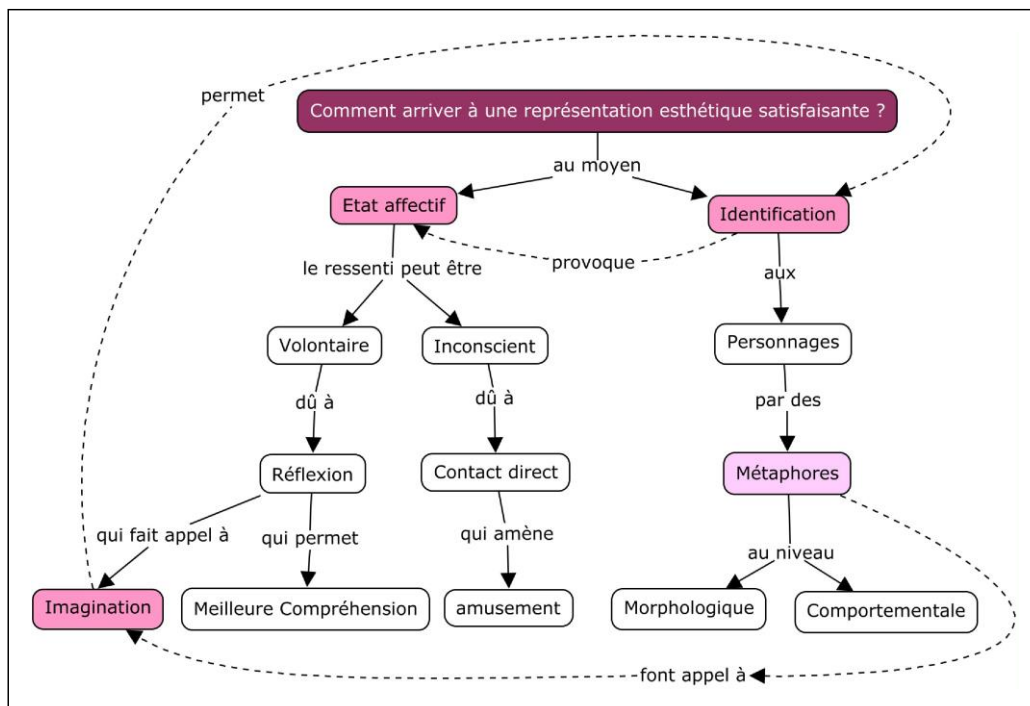 permet
Comment arriver à une représentation esthétique satisfaisante ?
au moyen
Etat affectif
Identification
le ressenti peut être
provoque
aux
Volontaire
Inconscient
Personnages
dû à
dû à
par des
Réflexion
Contact direct
Métaphores
qui fait appel à
qui permet
qui amène
au niveau
Imagination
Meilleure Compréhension
amusement
Morphologique
Comportementale
font appel à